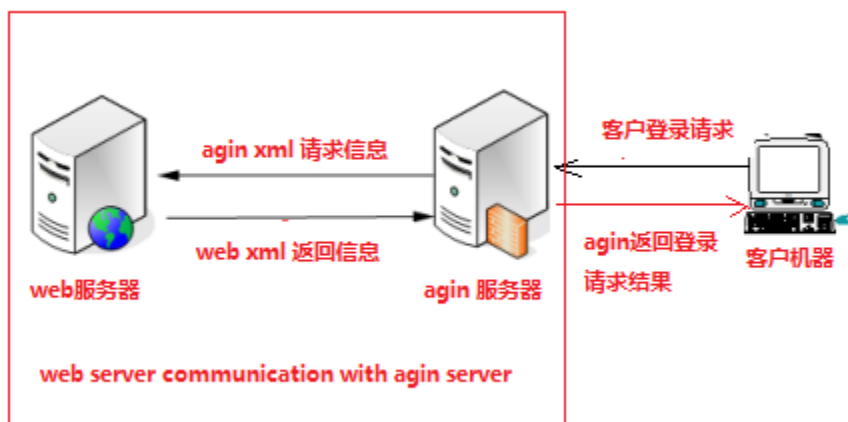 客户登录请求
agin xml 请求信息
web xml 返回信息
agin返回登录
请求结果
客户机器
web服务器
agin 服务器
web server communication with agin server